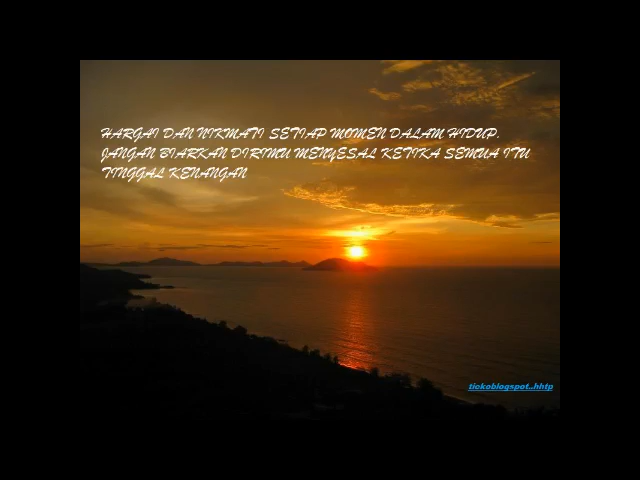 HARGAI DAN NIKMATI SETIAP MOMEN DALAM HIDUP.
JANGAN BIARKAN DIRIMU MENYESAL KETIKA SEMUA ITU
TINGGAL KENANGAN
tickoblogspot..hhtp